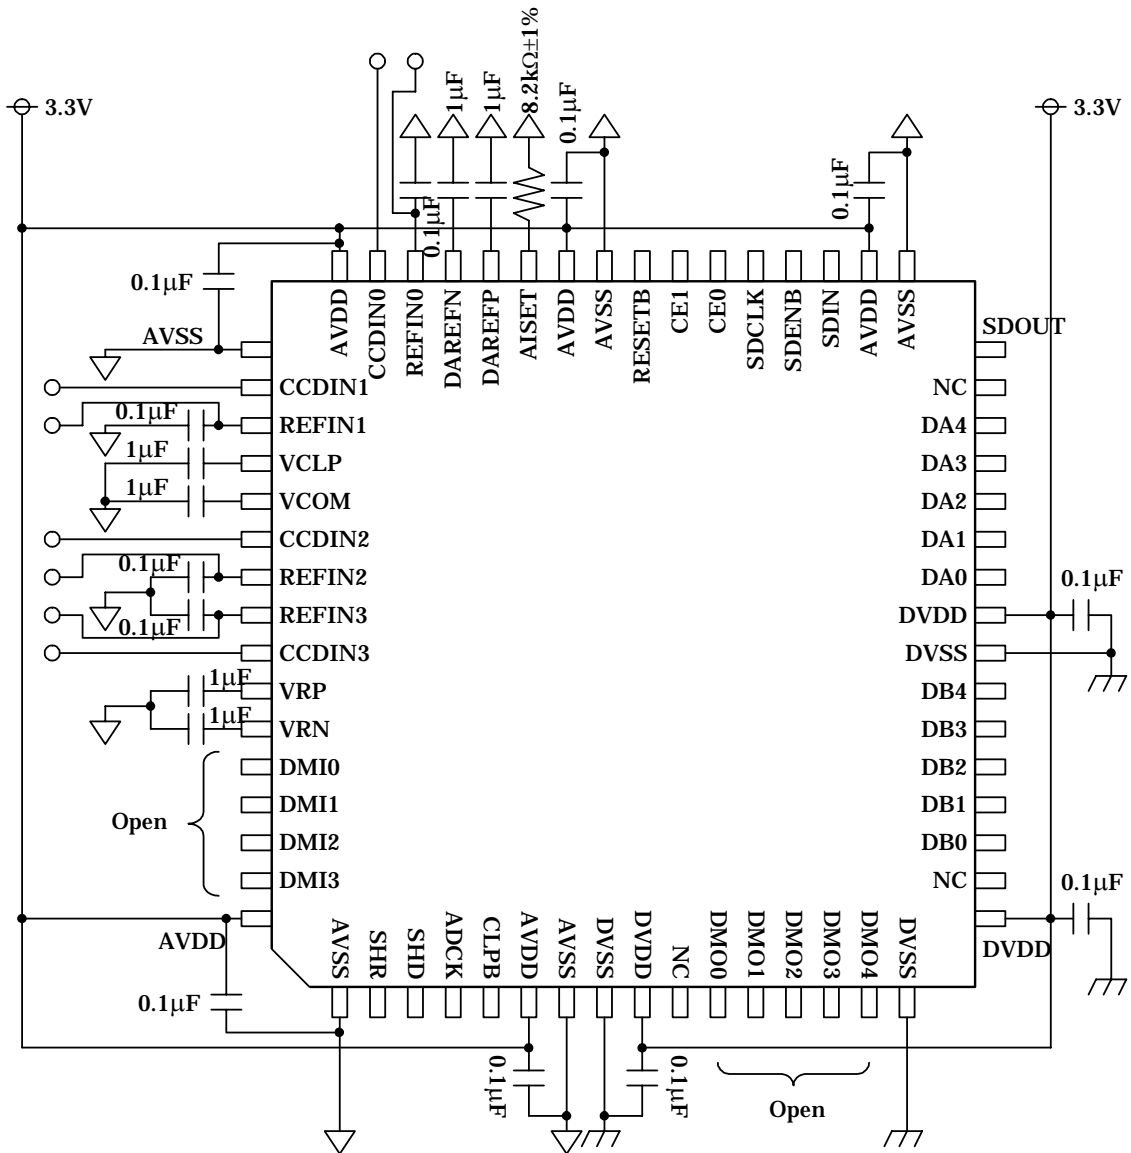 8.2kΩ±1%
1μF
1μF
0.1μF
3.3V
3.3V
0.1μF
0.1μF
0.1μF
AVDD
CCDIN0
REFIN0
DAREFN
DAREFP
AISET
AVDD
AVSS
RESETB
CE1
CE0
SDCLK
SDENB
SDIN
AVDD
AVSS
AVSS
SDOUT
CCDIN1
NC
0.1μF
REFIN1
DA4
1μF
VCLP
DA3
1μF
VCOM
DA2
CCDIN2
DA1
0.1μF
REFIN2
DA0
0.1μF
REFIN3
DVDD
0.1μF
CCDIN3
DVSS
1μF
VRP
DB4
1μF
VRN
DB3
DMI0
DB2
DMI1
DB1
Open
DMI2
DB0
DMI3
NC
0.1μF
AVDD
DVDD
AVSS
SHR
SHD
ADCK
CLPB
AVDD
AVSS
DVSS
DVDD
NC
DMO0
DMO1
DMO2
DMO3
DMO4
DVSS
0.1μF
0.1μF
0.1μF
Open